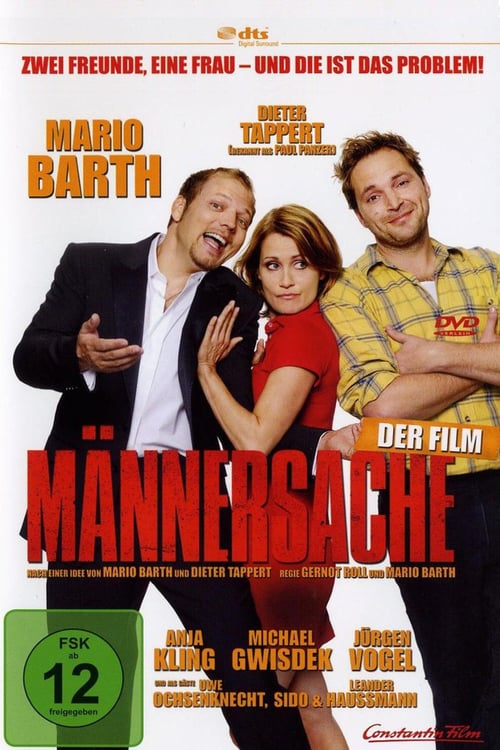 dts
Digital Surround
ZWEI FREUNDE, EINE FRAU – UND DIE IST DAS PROBLEM!
MARIO
BARTH
DIETER
TAPPERT
(BEKANNT ALS PAUL PANZER)
DVD
VERLEIH
DER FILM
MÄNNERSACHE
NACH EINER IDEE VON MARIO BARTH UND DIETER TAPPERT REGIE GERNOT ROLL UND MARIO BARTH
ANJA
KLING
MICHAEL
GWISDEK
JÜRGEN
VOGEL
UND ALS GÄSTE UWE
OCHSENKNECHT, SIDO & LEANDER
HAUSSMANN
FSK
ab
12
freigegeben
Constantin Film